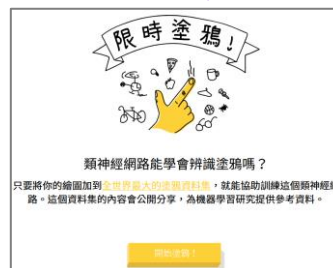 限時塗鴉!
類神經網路能學會辨識塗鴉嗎？
只要將你的繪圖加到全世界最大的塗鴉資料集，就能協助訓練這個類神經網
路。這個資料集的內容會公開分享，為機器學習研究提供參考資料。
開始塗鴉！